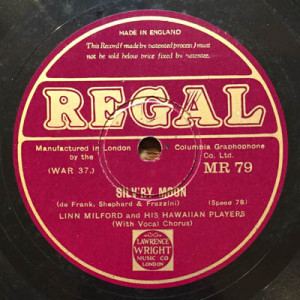 MADE IN ENGLAND
This Record (made by patented process) must
not be sold below price fixed by patentee.
REGAL
Manufactured in London Columbia Graphophone
by the Co. Ltd.
(WAR 37.) MR 79
SILV'RY MOON
(de Frank, Shephard & Frazzini) (Speed 78)
LINN MILFORD and HIS HAWAIIAN PLAYERS
(With Vocal Chorus)
LAWRENCE
WRIGHT
MUSIC CO
LONDON